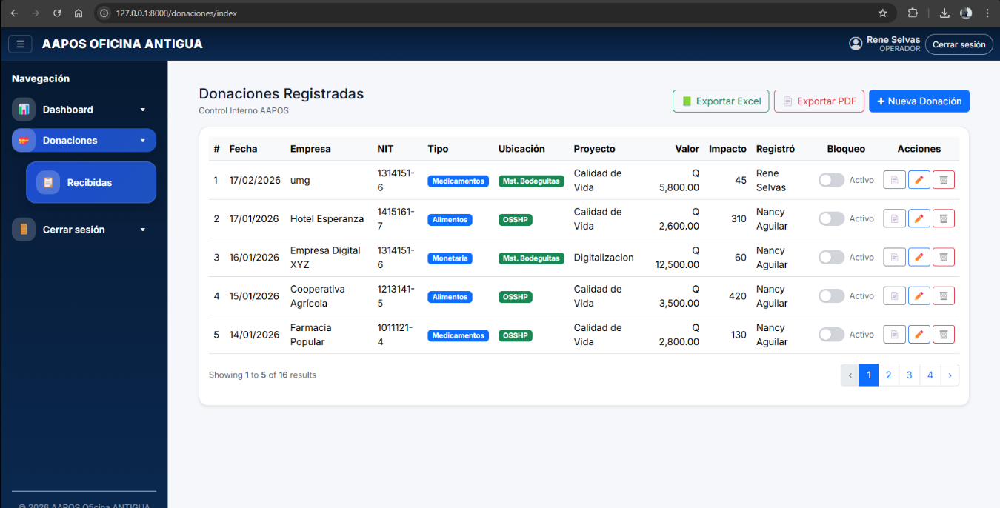 127.0.0.1:8000/donaciones/index
☰ AAPOS OFICINA ANTIGUA
Rene Selvas
OPERADOR
Cerrar sesión
Navegación
Dashboard
Donaciones
Recibidas
Cerrar sesión
© 2026 AAPOS Oficina ANTIGUA
Donaciones Registradas
Control Interno AAPOS
Exportar Excel
Exportar PDF
+ Nueva Donación
# Fecha Empresa NIT Tipo Ubicación Proyecto Valor Impacto Registró Bloqueo Acciones
1 17/02/2026 umg 1314151-6 Medicamentos Mst. Bodeguitas Calidad de Vida Q 5,800.00 45 Rene Selvas Activo
2 17/01/2026 Hotel Esperanza 1415161-7 Alimentos OSSHP Calidad de Vida Q 2,600.00 310 Nancy Aguilar Activo
3 16/01/2026 Empresa Digital XYZ 1314151-6 Monetaria Mst. Bodeguitas Digitalizacion Q 12,500.00 60 Nancy Aguilar Activo
4 15/01/2026 Cooperativa Agrícola 1213141-5 Alimentos OSSHP Calidad de Vida Q 3,500.00 420 Nancy Aguilar Activo
5 14/01/2026 Farmacia Popular 1011121-4 Medicamentos OSSHP Calidad de Vida Q 2,800.00 130 Nancy Aguilar Activo
Showing 1 to 5 of 16 results
‹ 1 2 3 4 ›